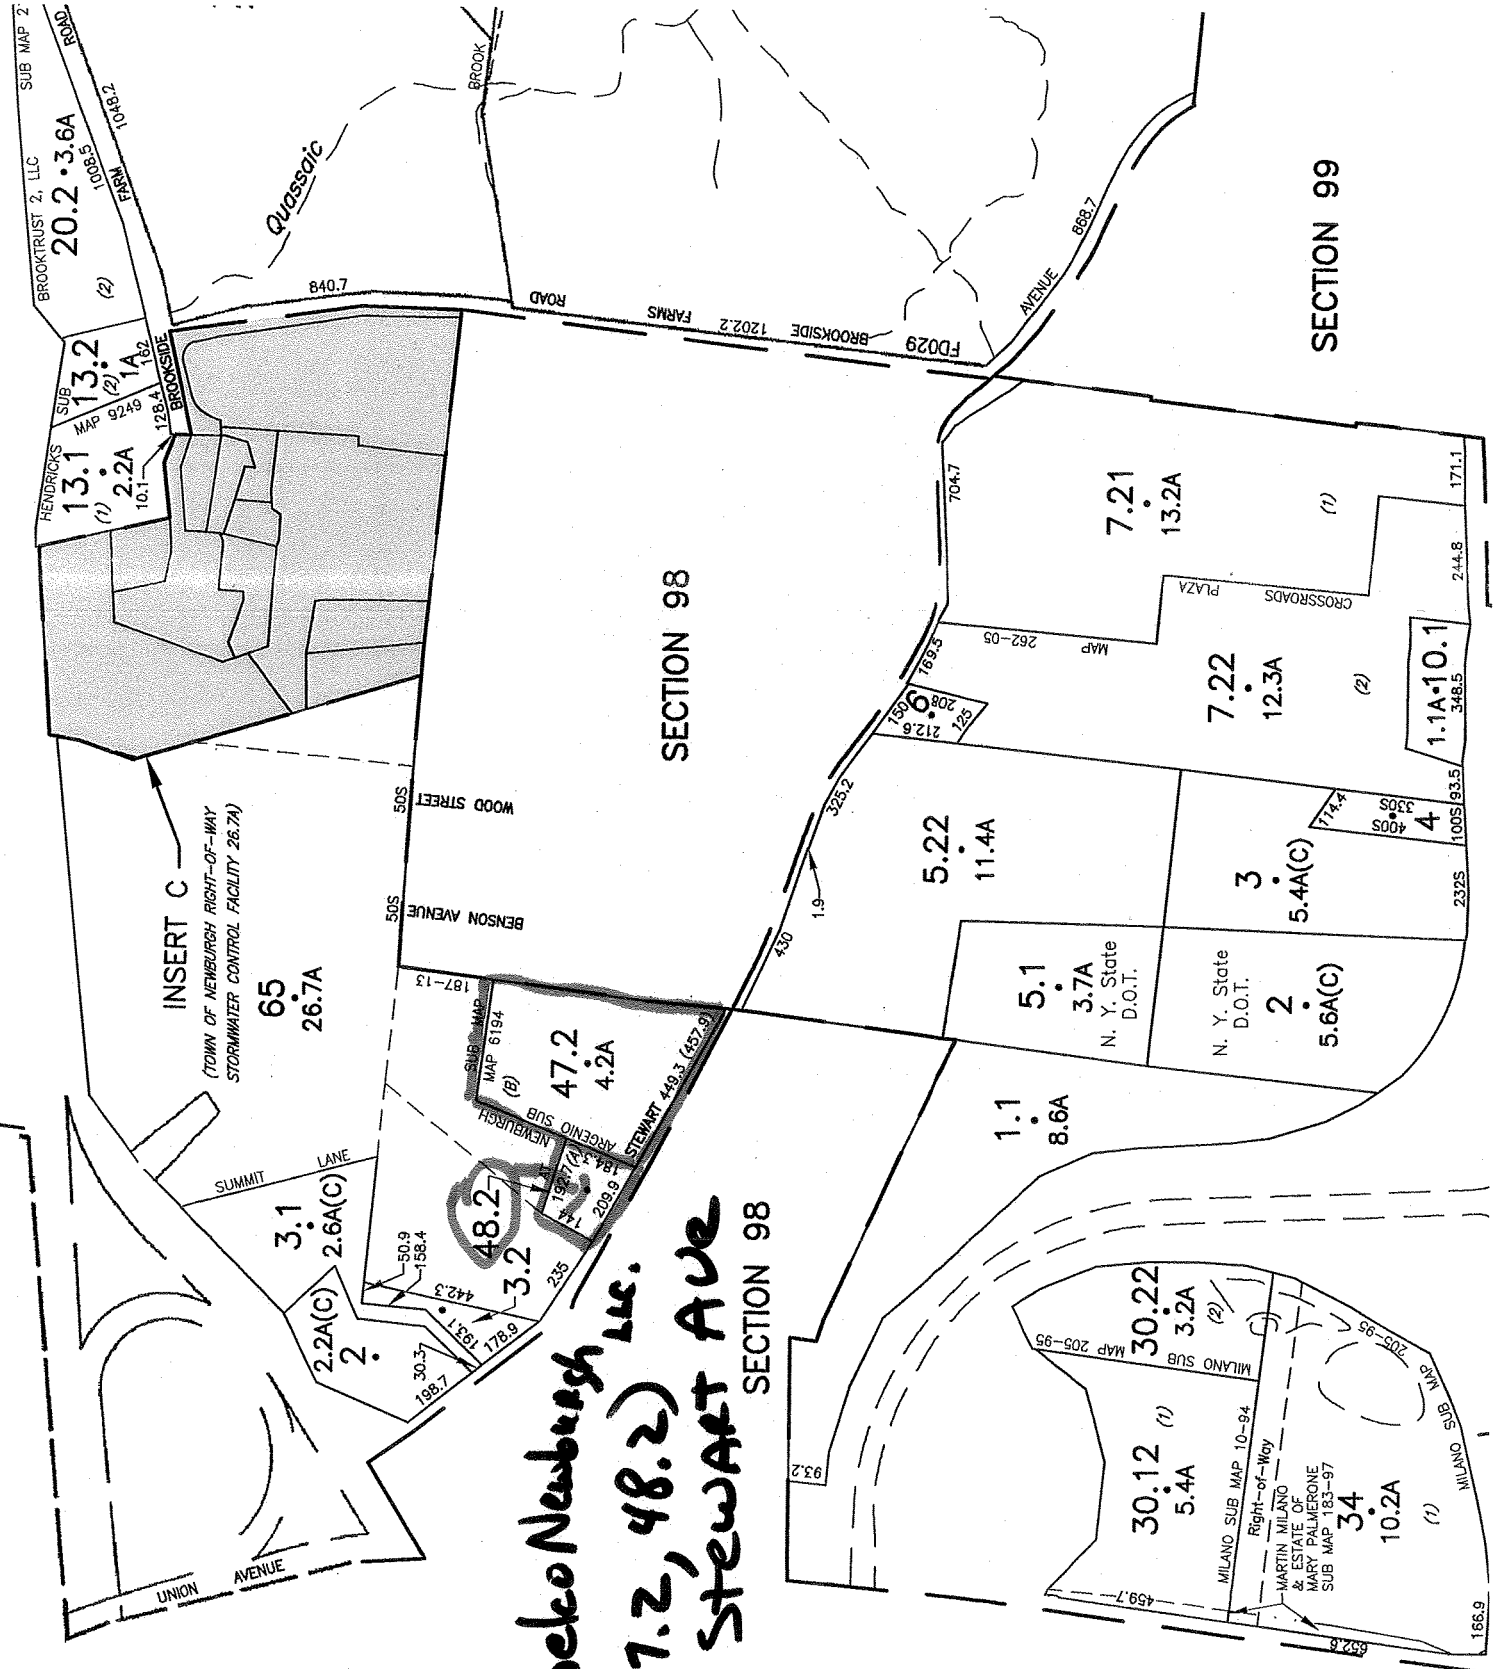 SUB MAP 2
ROAD
BROOKTRUST 2, LLC
20.2 • 3.6A
(2)
1048.2
1008.5
FARM
SUB
13.2
(2) 1A
162
BROOKSIDE
HENDRICKS
MAP 9249
128.4
13.1
2.2A
(1)
10.1
BROOK
Quassaic
840.7
ROAD
FARMS
1202.2
BROOKSIDE
FD029
AVENUE
868.7
SECTION 99
INSERT C
(TOWN OF NEWBURGH RIGHT-OF-WAY
STORMWATER CONTROL FACILITY 26.7A)
65
26.7A
50S
WOOD STREET
50S
BENSON AVENUE
SECTION 98
187-13
SUB MAP
MAP 6194
(B)
47.2
4.2A
ARGENIO SUB
NEWBURGH
AT
STEWART 449.3 (457.9)
184.3
192.7 (A)
209.9
144
48.2
SUMMIT LANE
3.1
2.6A(C)
50.9
158.4
442.3
3.2
235
193.1
178.9
30.3
198.7
2.2A(C)
2
UNION AVENUE
Newburgh LLC.
7.2, 48.2)
Stewart Ave
SECTION 98
93.2
704.7
7.21
13.2A
(1)
171.1
244.8
PLAZA
CROSSROADS
262-05
MAP
169.5
7.22
12.3A
(2)
1.1A•10.1
348.5
150
6
208
212.6
125
325.2
1.9
430
5.22
11.4A
93.5
114.4
330S
400S
4
100S
3
5.4A(C)
232S
5.1
3.7A
N. Y. State
D.O.T.
N. Y. State
D.O.T.
2
5.6A(C)
1.1
8.6A
30.22
3.2A
(2)
205-95
MAP
MILANO SUB
MAP 205-95
MILANO SUB
30.12
5.4A
(1)
MILANO SUB MAP 10-94
Right-of-Way
MARTIN MILANO
& ESTATE OF
MARY PALMERONE
SUB MAP 183-97
34
10.2A
(1)
459.7
652.6
166.9